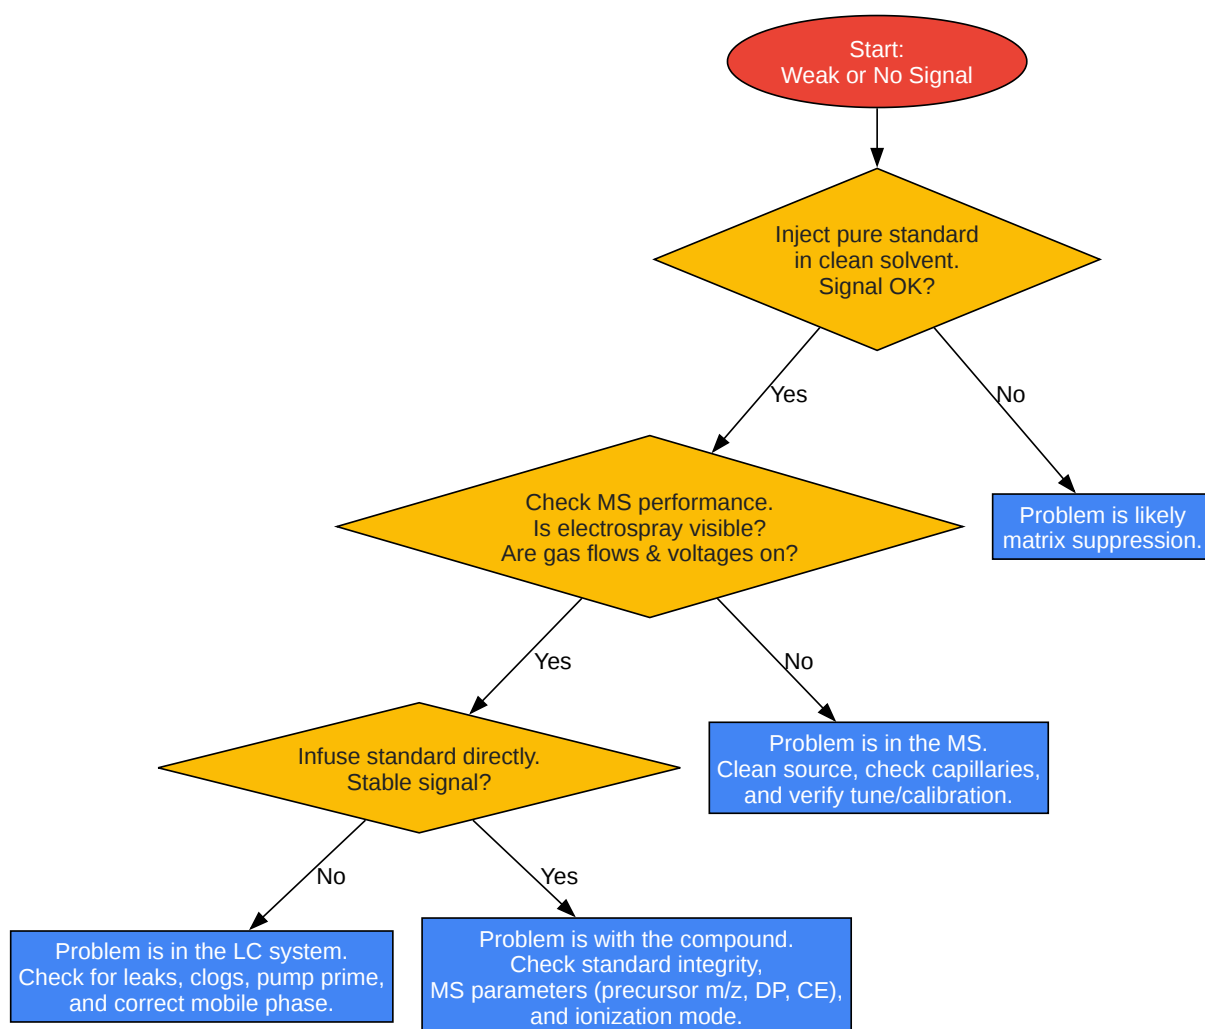 Start:
Weak or No Signal
Inject pure standard
in clean solvent.
Signal OK?
Yes
No
Check MS performance.
Is electrospray visible?
Are gas flows & voltages on?
Problem is likely
matrix suppression.
Yes
No
Infuse standard directly.
Stable signal?
Problem is in the MS.
Clean source, check capillaries,
and verify tune/calibration.
No
Yes
Problem is in the LC system.
Check for leaks, clogs, pump prime,
and correct mobile phase.
Problem is with the compound.
Check standard integrity,
MS parameters (precursor m/z, DP, CE),
and ionization mode.